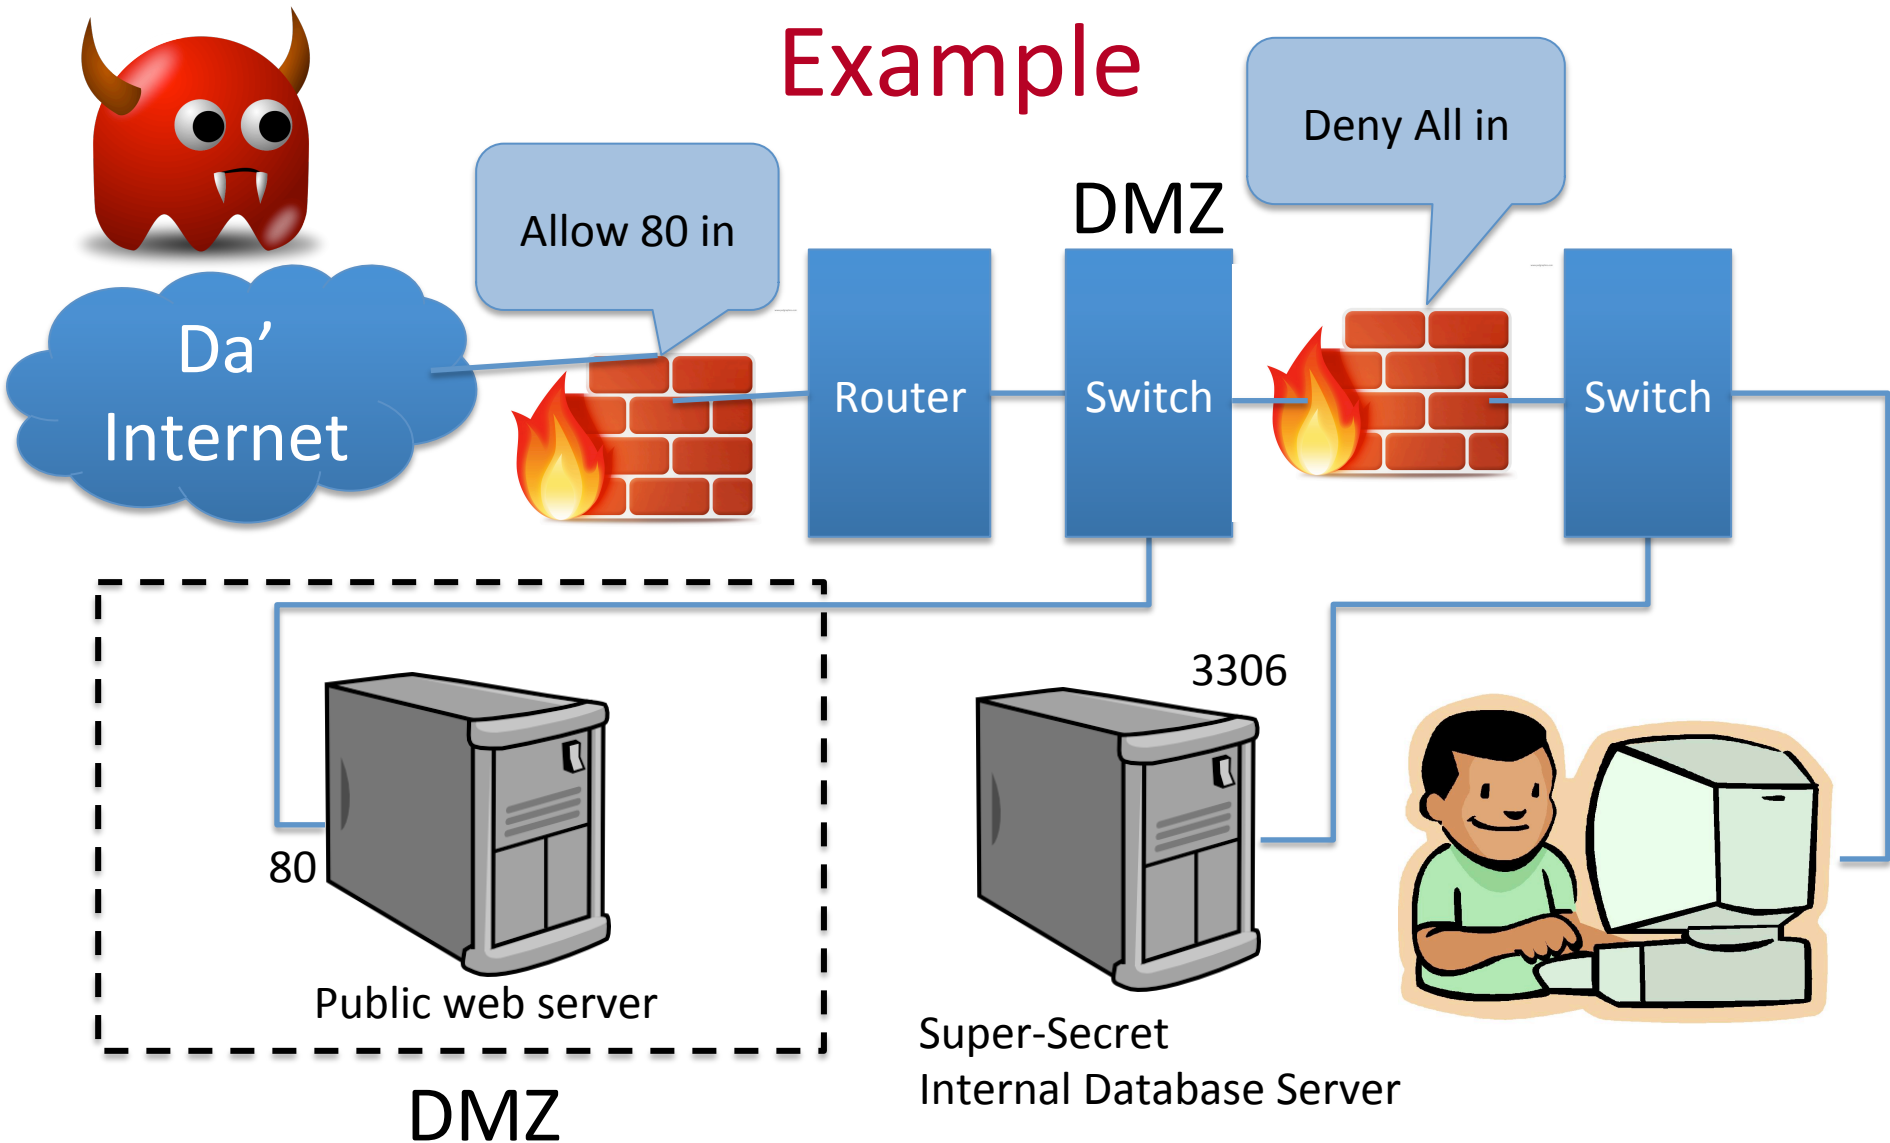 Example
Deny All in
Allow 80 in
DMZ
Da’
Internet
Router
Switch
Switch
3306
80
Public web server
Super-Secret
Internal Database Server
DMZ